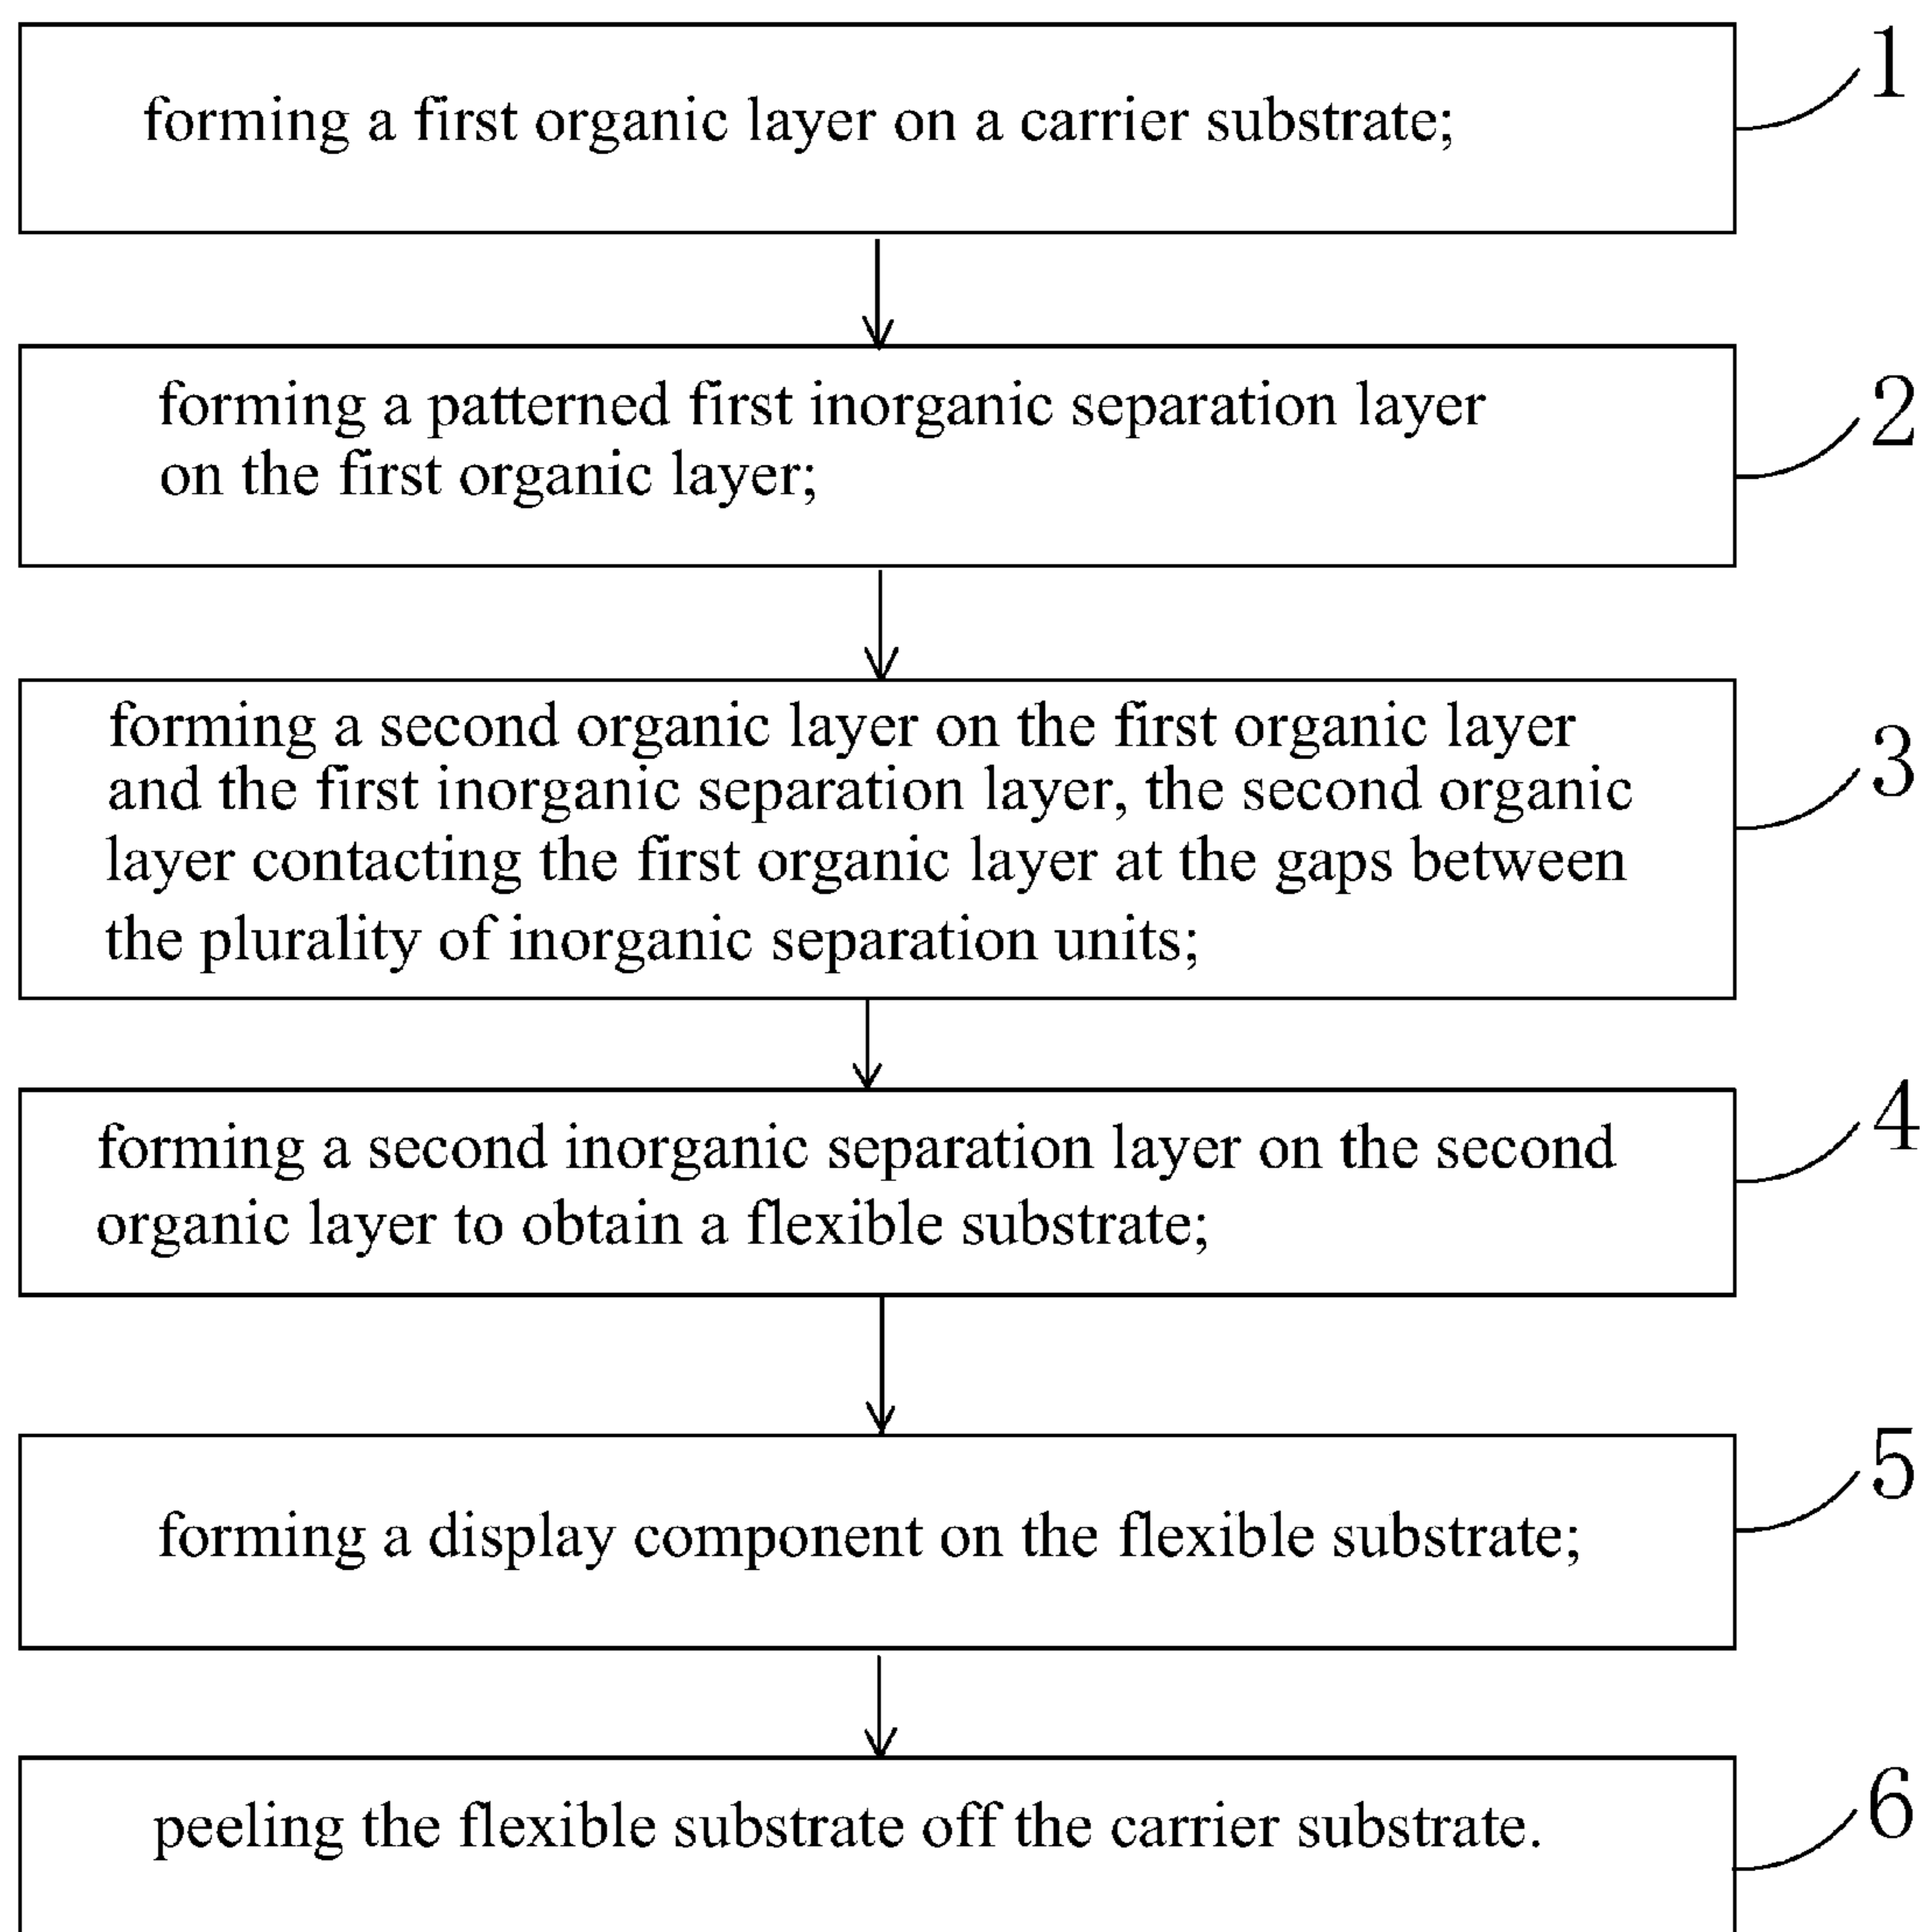 forming a first organic layer on a carrier substrate;
1
forming a patterned first inorganic separation layer
on the first organic layer;
2
forming a second organic layer on the first organic layer
and the first inorganic separation layer, the second organic
layer contacting the first organic layer at the gaps between
the plurality of inorganic separation units;
3
forming a second inorganic separation layer on the second
organic layer to obtain a flexible substrate;
4
forming a display component on the flexible substrate;
5
peeling the flexible substrate off the carrier substrate.
6